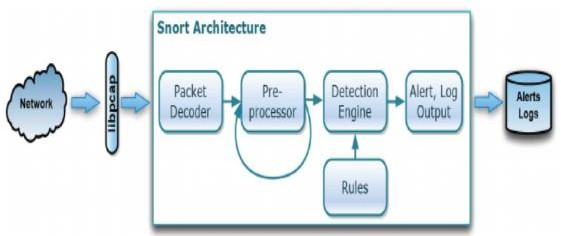 Snort Architecture
Network
libpcap
Packet
Decoder
Pre-
processor
Detection
Engine
Alert, Log
Output
Rules
Alerts
Logs